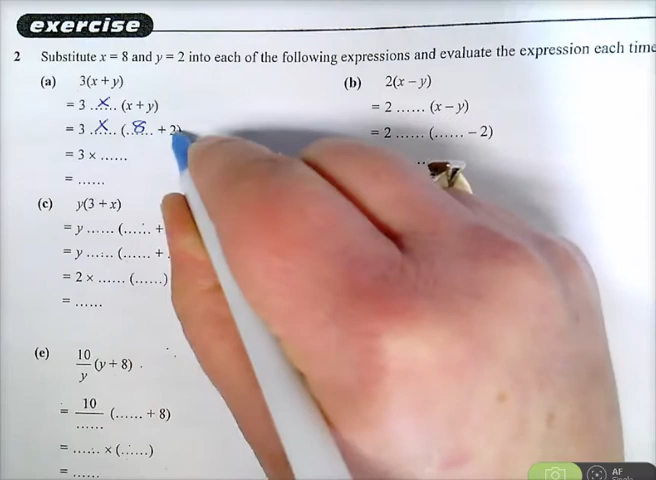 exercise
2 Substitute x = 8 and y = 2 into each of the following expressions and evaluate the expression each time
(a) 3(x + y)
= 3 ..x.. (x + y)
= 3 ..x.. (..8.. + 2)
= 3 × ......
= ......
(b) 2(x − y)
= 2 ...... (x − y)
= 2 ...... (...... − 2)
(c) y(3 + x)
= y ...... (...... +
= y ...... (...... +
= 2 × ...... (......)
= ......
(e) 10/y (y + 8)
= 10/...... (...... + 8)
= ...... × (......)
= ......
AF